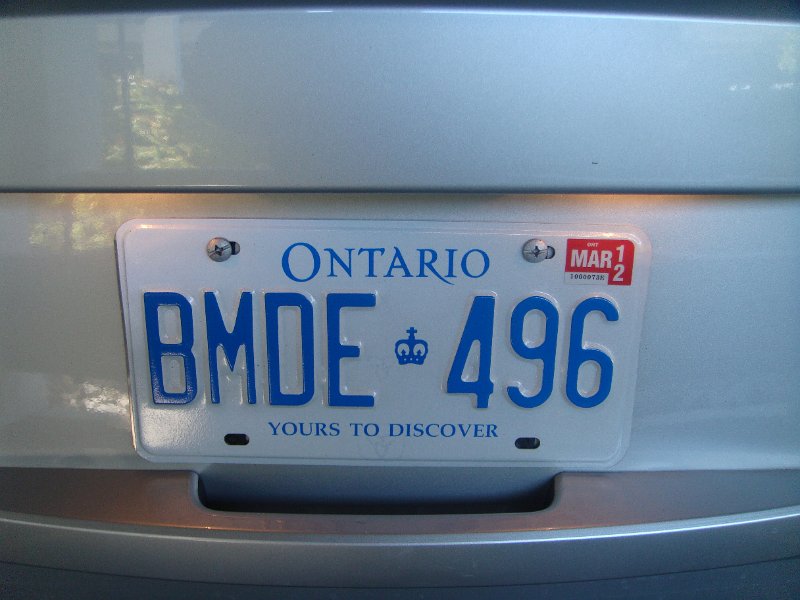 ONTARIO
ONT
MAR 12
BMDE 496
YOURS TO DISCOVER